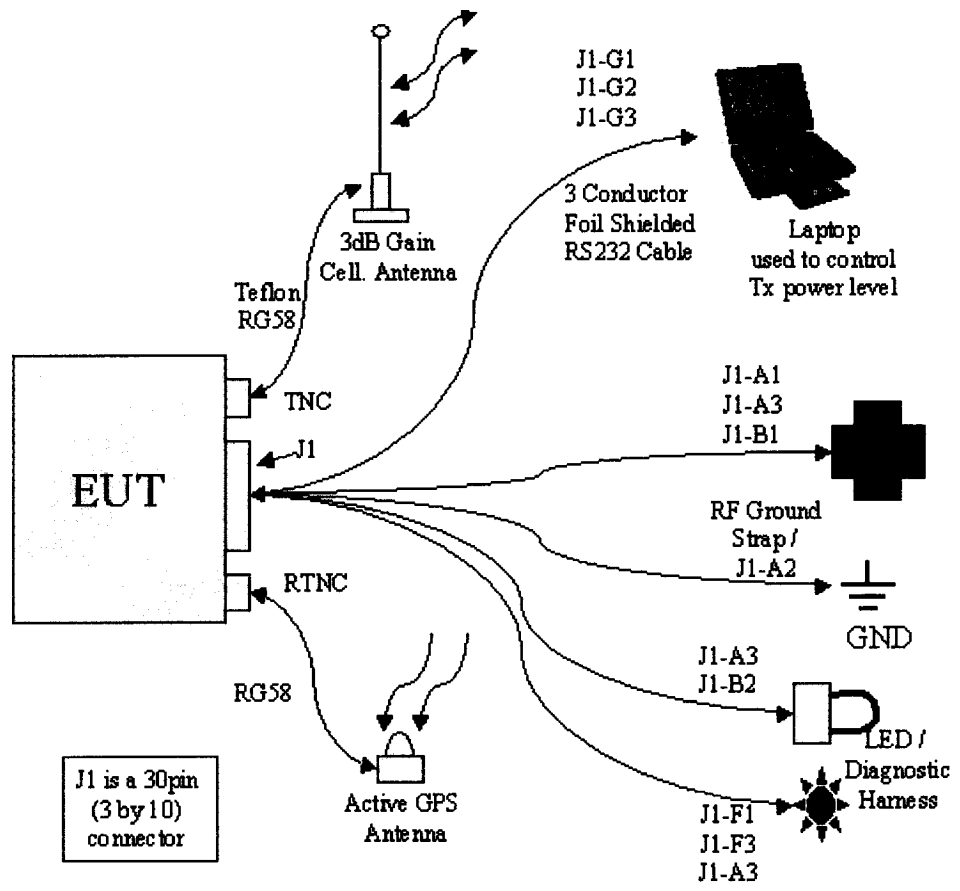 J1-G1
J1-G2
J1-G3
3 Conductor
Foil Shielded
RS232 Cable
Laptop
used to control
Tx power level
3dB Gain
Cell. Antenna
Teflon
RG58
TNC
J1
EUT
RTNC
J1-A1
J1-A3
J1-B1
RF Ground
Strap /
J1-A2
GND
J1-A3
J1-B2
LED /
Diagnostic
Harness
RG58
J1 is a 30pin
(3 by 10)
connector
Active GPS
Antenna
J1-F1
J1-F3
J1-A3